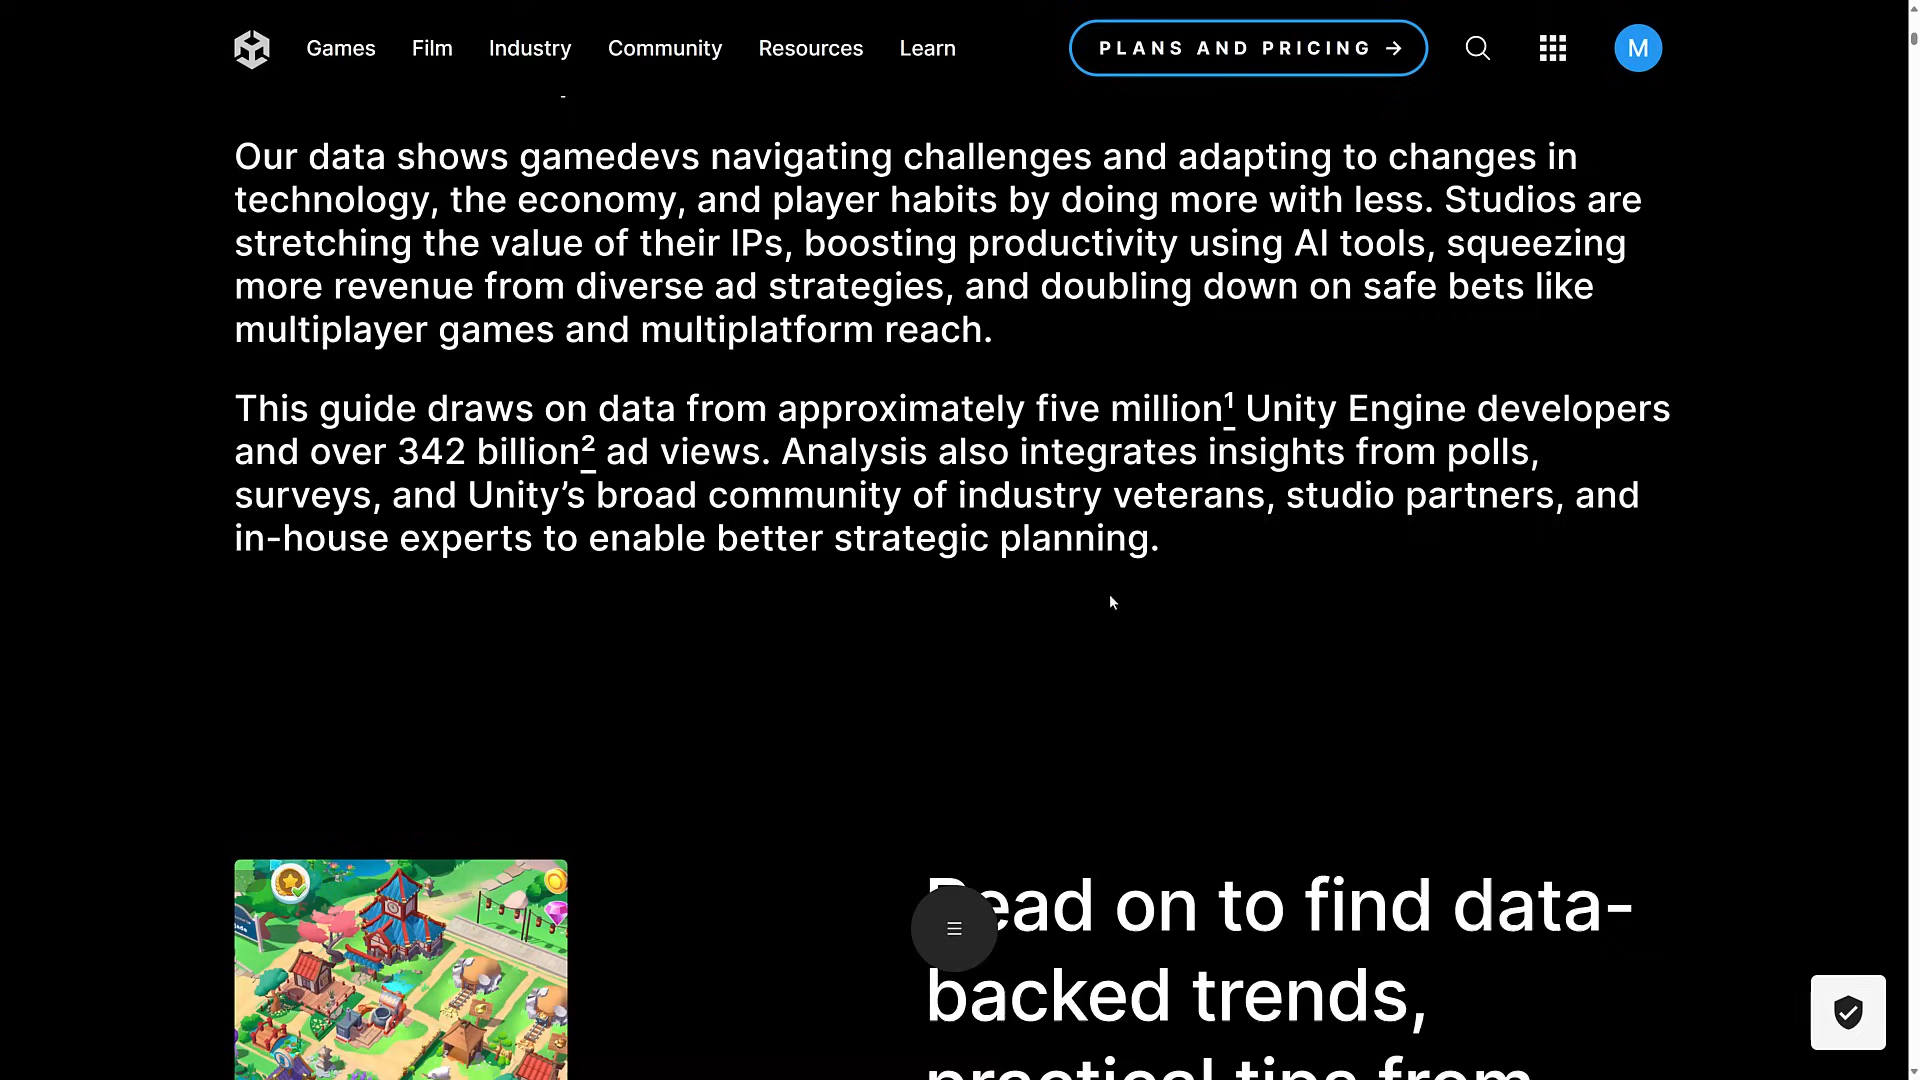 Games Film Industry Community Resources Learn PLANS AND PRICING → M
Our data shows gamedevs navigating challenges and adapting to changes in
technology, the economy, and player habits by doing more with less. Studios are
stretching the value of their IPs, boosting productivity using AI tools, squeezing
more revenue from diverse ad strategies, and doubling down on safe bets like
multiplayer games and multiplatform reach.
This guide draws on data from approximately five million¹ Unity Engine developers
and over 342 billion² ad views. Analysis also integrates insights from polls,
surveys, and Unity’s broad community of industry veterans, studio partners, and
in-house experts to enable better strategic planning.
Read on to find data-
backed trends,
practical tips from